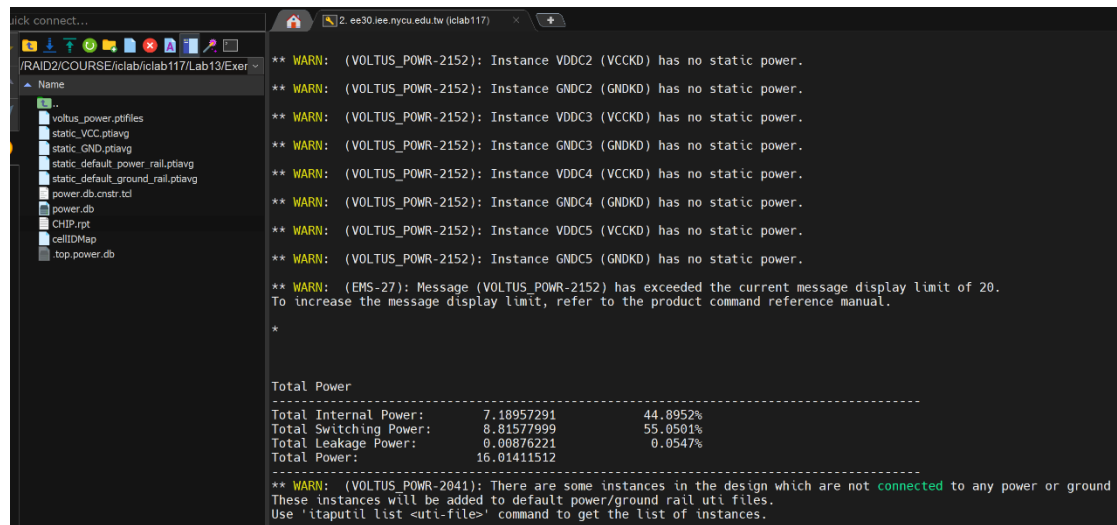 uick connect...
2. ee30.iee.nycu.edu.tw (iclab117)
/RAID2/COURSE/iclab/iclab117/Lab13/Exer
Name
..
voltus_power.ptifiles
static_VCC.ptiavg
static_GND.ptiavg
static_default_power_rail.ptiavg
static_default_ground_rail.ptiavg
power.db.cnstr.tcl
power.db
CHIP.rpt
cellIDMap
.top.power.db
** WARN:  (VOLTUS_POWR-2152): Instance VDDC2 (VCCKD) has no static power.
** WARN:  (VOLTUS_POWR-2152): Instance GNDC2 (GNDKD) has no static power.
** WARN:  (VOLTUS_POWR-2152): Instance VDDC3 (VCCKD) has no static power.
** WARN:  (VOLTUS_POWR-2152): Instance GNDC3 (GNDKD) has no static power.
** WARN:  (VOLTUS_POWR-2152): Instance VDDC4 (VCCKD) has no static power.
** WARN:  (VOLTUS_POWR-2152): Instance GNDC4 (GNDKD) has no static power.
** WARN:  (VOLTUS_POWR-2152): Instance VDDC5 (VCCKD) has no static power.
** WARN:  (VOLTUS_POWR-2152): Instance GNDC5 (GNDKD) has no static power.
** WARN:  (EMS-27): Message (VOLTUS_POWR-2152) has exceeded the current message display limit of 20.
To increase the message display limit, refer to the product command reference manual.
*
Total Power
-----------------------------------------------------------------------------------------
Total Internal Power:        7.18957291           44.8952%
Total Switching Power:       8.81577999           55.0501%
Total Leakage Power:         0.00876221            0.0547%
Total Power:                16.01411512
-----------------------------------------------------------------------------------------
** WARN:  (VOLTUS_POWR-2041): There are some instances in the design which are not connected to any power or ground
These instances will be added to default power/ground rail uti files.
Use 'itaputil list <uti-file>' command to get the list of instances.